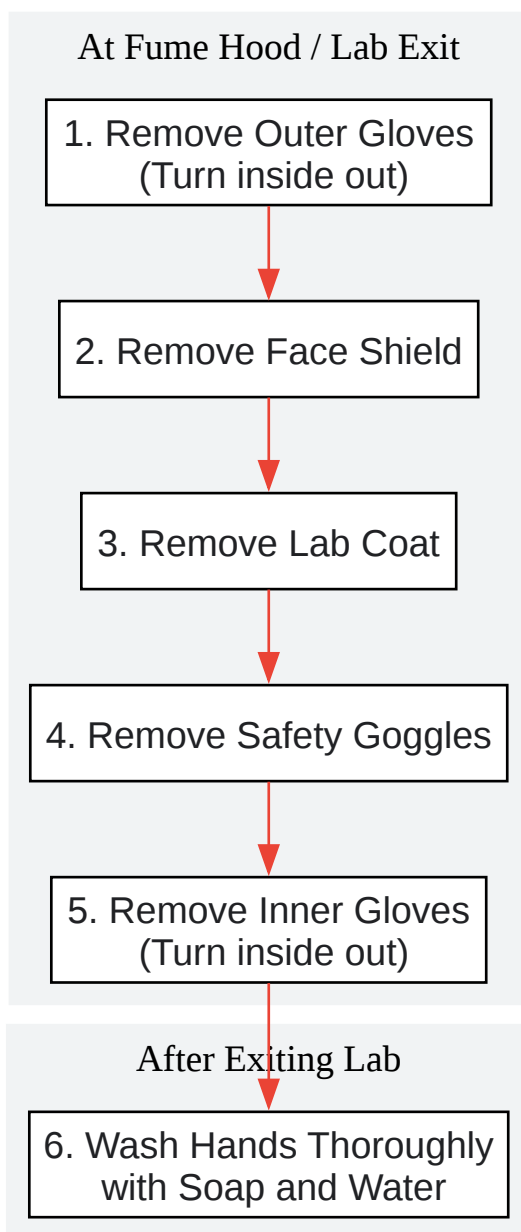 At Fume Hood / Lab Exit
1. Remove Outer Gloves
(Turn inside out)
2. Remove Face Shield
3. Remove Lab Coat
4. Remove Safety Goggles
5. Remove Inner Gloves
(Turn inside out)
After Exiting Lab
6. Wash Hands Thoroughly
with Soap and Water